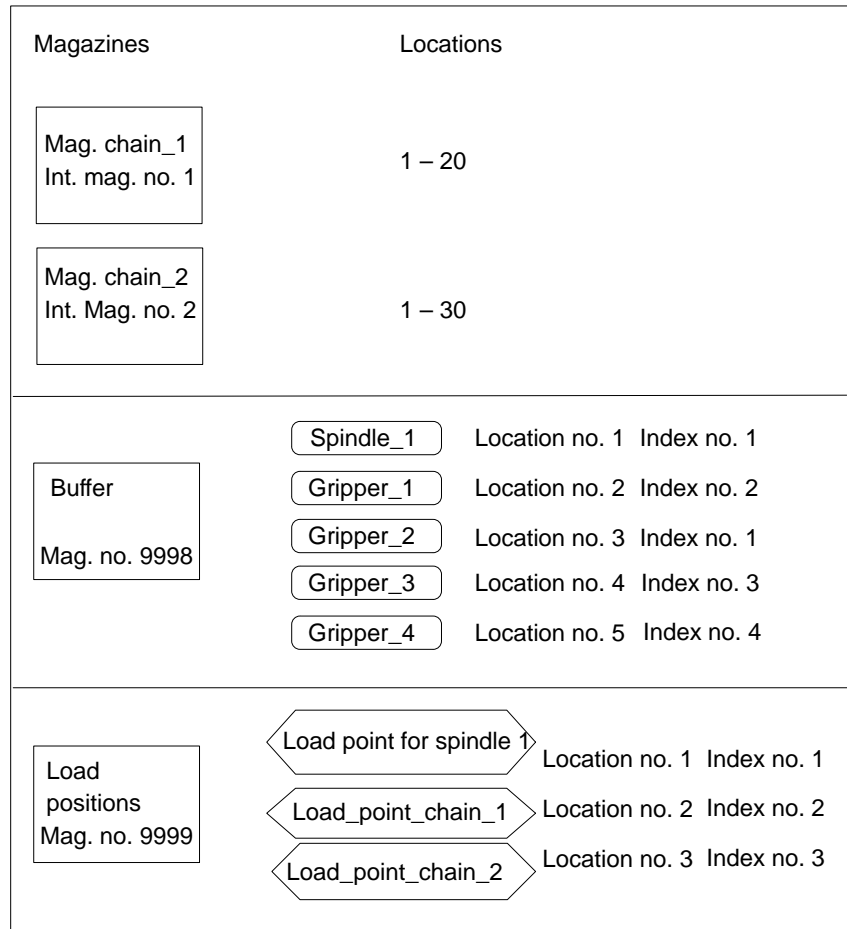 Magazines Locations
Mag. chain_1
Int. mag. no. 1
1 – 20
Mag. chain_2
Int. Mag. no. 2
1 – 30
Buffer
Mag. no. 9998
Spindle_1 Location no. 1 Index no. 1
Gripper_1 Location no. 2 Index no. 2
Gripper_2 Location no. 3 Index no. 1
Gripper_3 Location no. 4 Index no. 3
Gripper_4 Location no. 5 Index no. 4
Load
positions
Mag. no. 9999
Load point for spindle 1 Location no. 1 Index no. 1
Load_point_chain_1 Location no. 2 Index no. 2
Load_point_chain_2 Location no. 3 Index no. 3